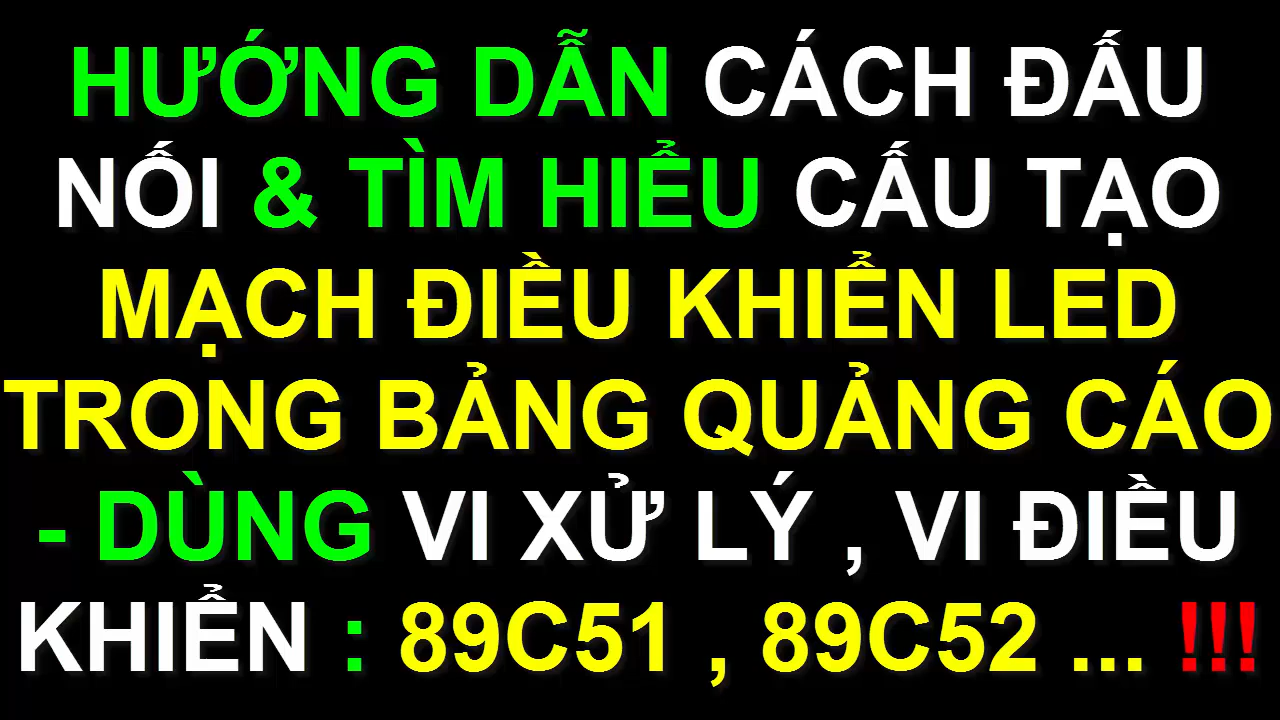 HƯỚNG DẪN CÁCH ĐẤU
NỐI & TÌM HIỂU CẤU TẠO
MẠCH ĐIỀU KHIỂN LED
TRONG BẢNG QUẢNG CÁO
- DÙNG VI XỬ LÝ , VI ĐIỀU
KHIỂN : 89C51 , 89C52 ... !!!